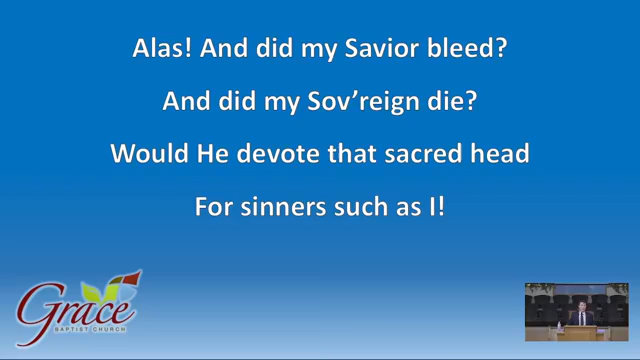 Alas! And did my Savior bleed?
And did my Sov’reign die?
Would He devote that sacred head
For sinners such as I!
Grace
BAPTIST CHURCH